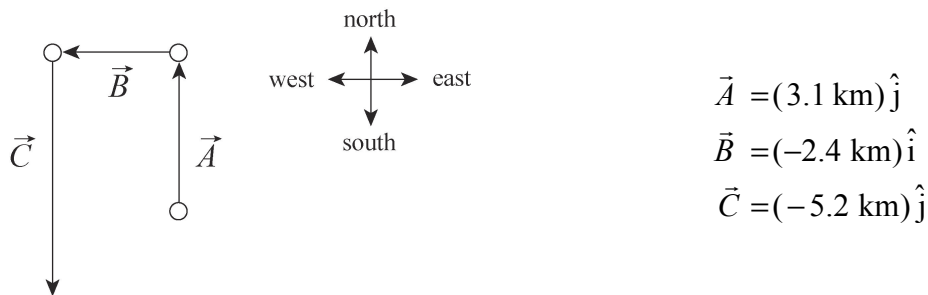 north
west east
south
B⃗
C⃗ A⃗
A⃗ =(3.1 km) ĵ
B⃗ =(−2.4 km) î
C⃗ =(−5.2 km) ĵ